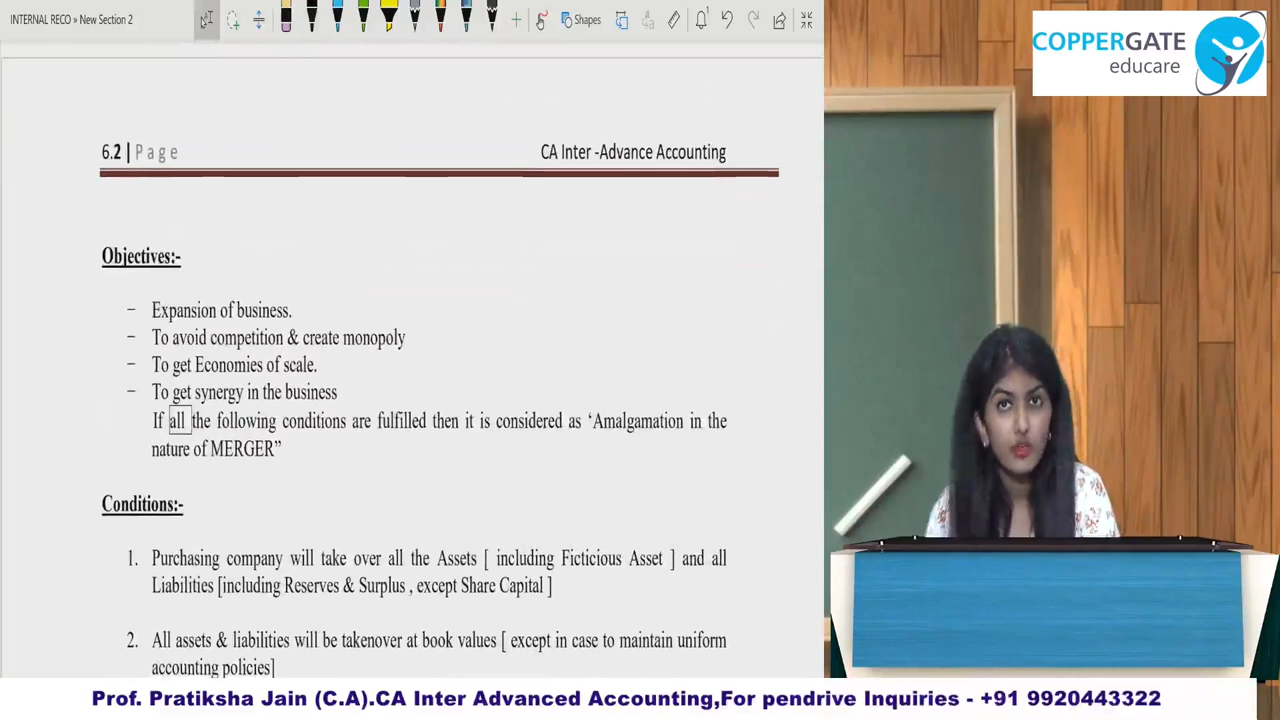 INTERNAL RECO » New Section 2
Shapes
COPPERGATE
educare
6.2 | Page
CA Inter -Advance Accounting
Objectives:-
− Expansion of business.
− To avoid competition & create monopoly
− To get Economies of scale.
− To get synergy in the business
If all the following conditions are fulfilled then it is considered as ‘Amalgamation in the
nature of MERGER”
Conditions:-
1. Purchasing company will take over all the Assets [ including Ficticious Asset ] and all
Liabilities [including Reserves & Surplus , except Share Capital ]
2. All assets & liabilities will be takenover at book values [ except in case to maintain uniform
accounting policies]
Prof. Pratiksha Jain (C.A).CA Inter Advanced Accounting,For pendrive Inquiries - +91 9920443322